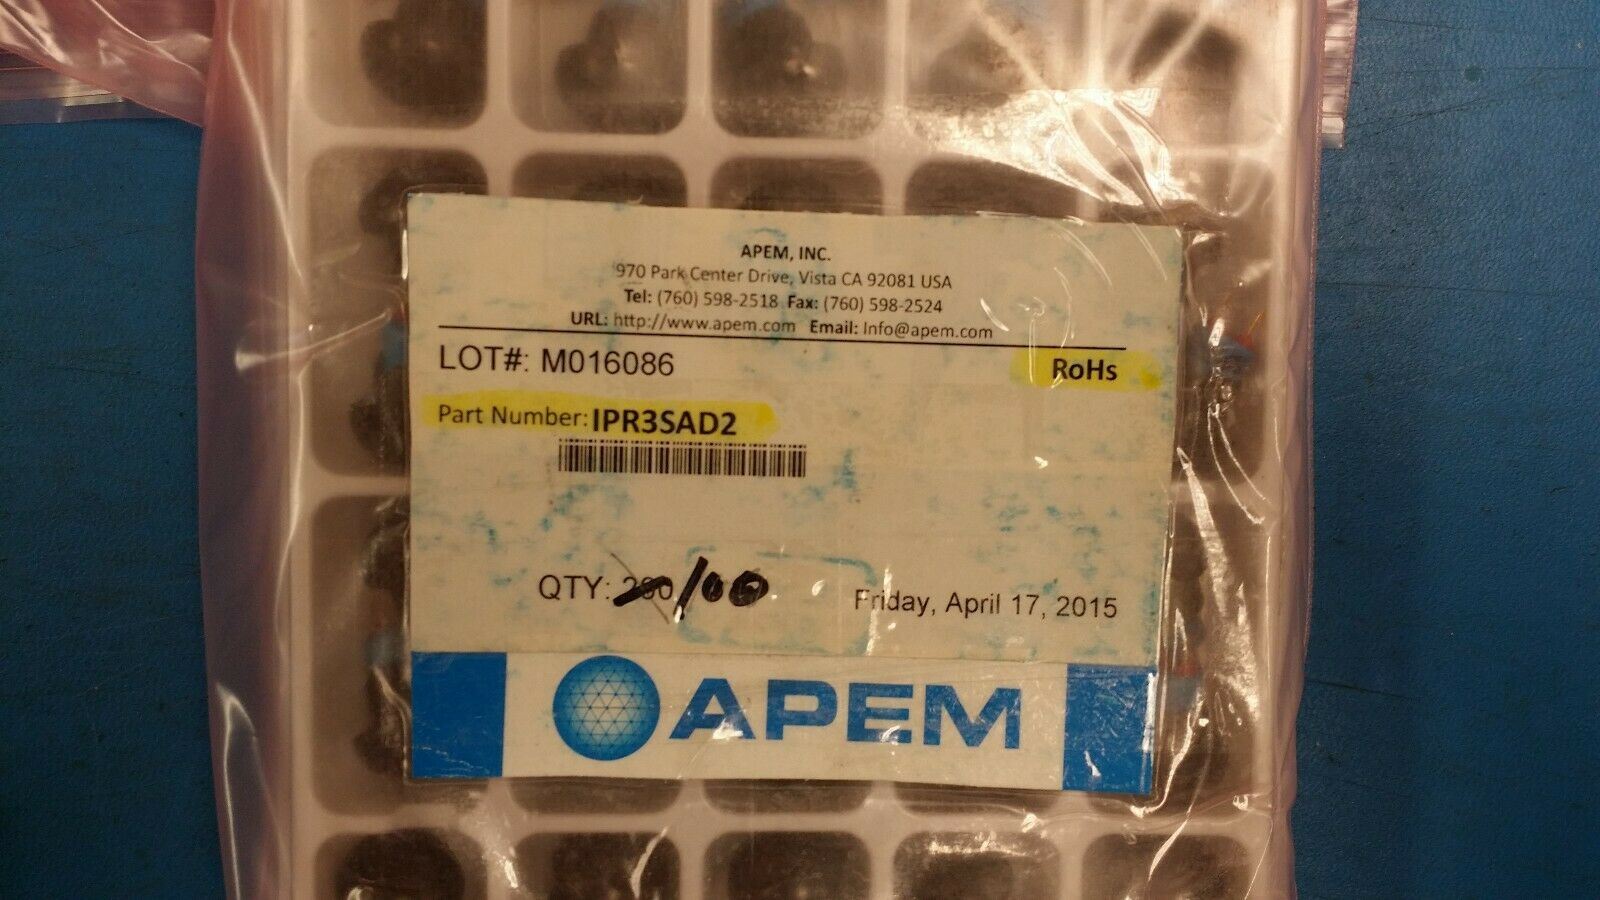 APEM, INC.
970 Park Center Drive, Vista CA 92081 USA
Tel: (760) 598-2518 Fax: (760) 598-2524
URL: http://www.apem.com Email: Info@apem.com
LOT#: M016086
RoHs
Part Number: IPR3SAD2
QTY: 100
Friday, April 17, 2015
APEM